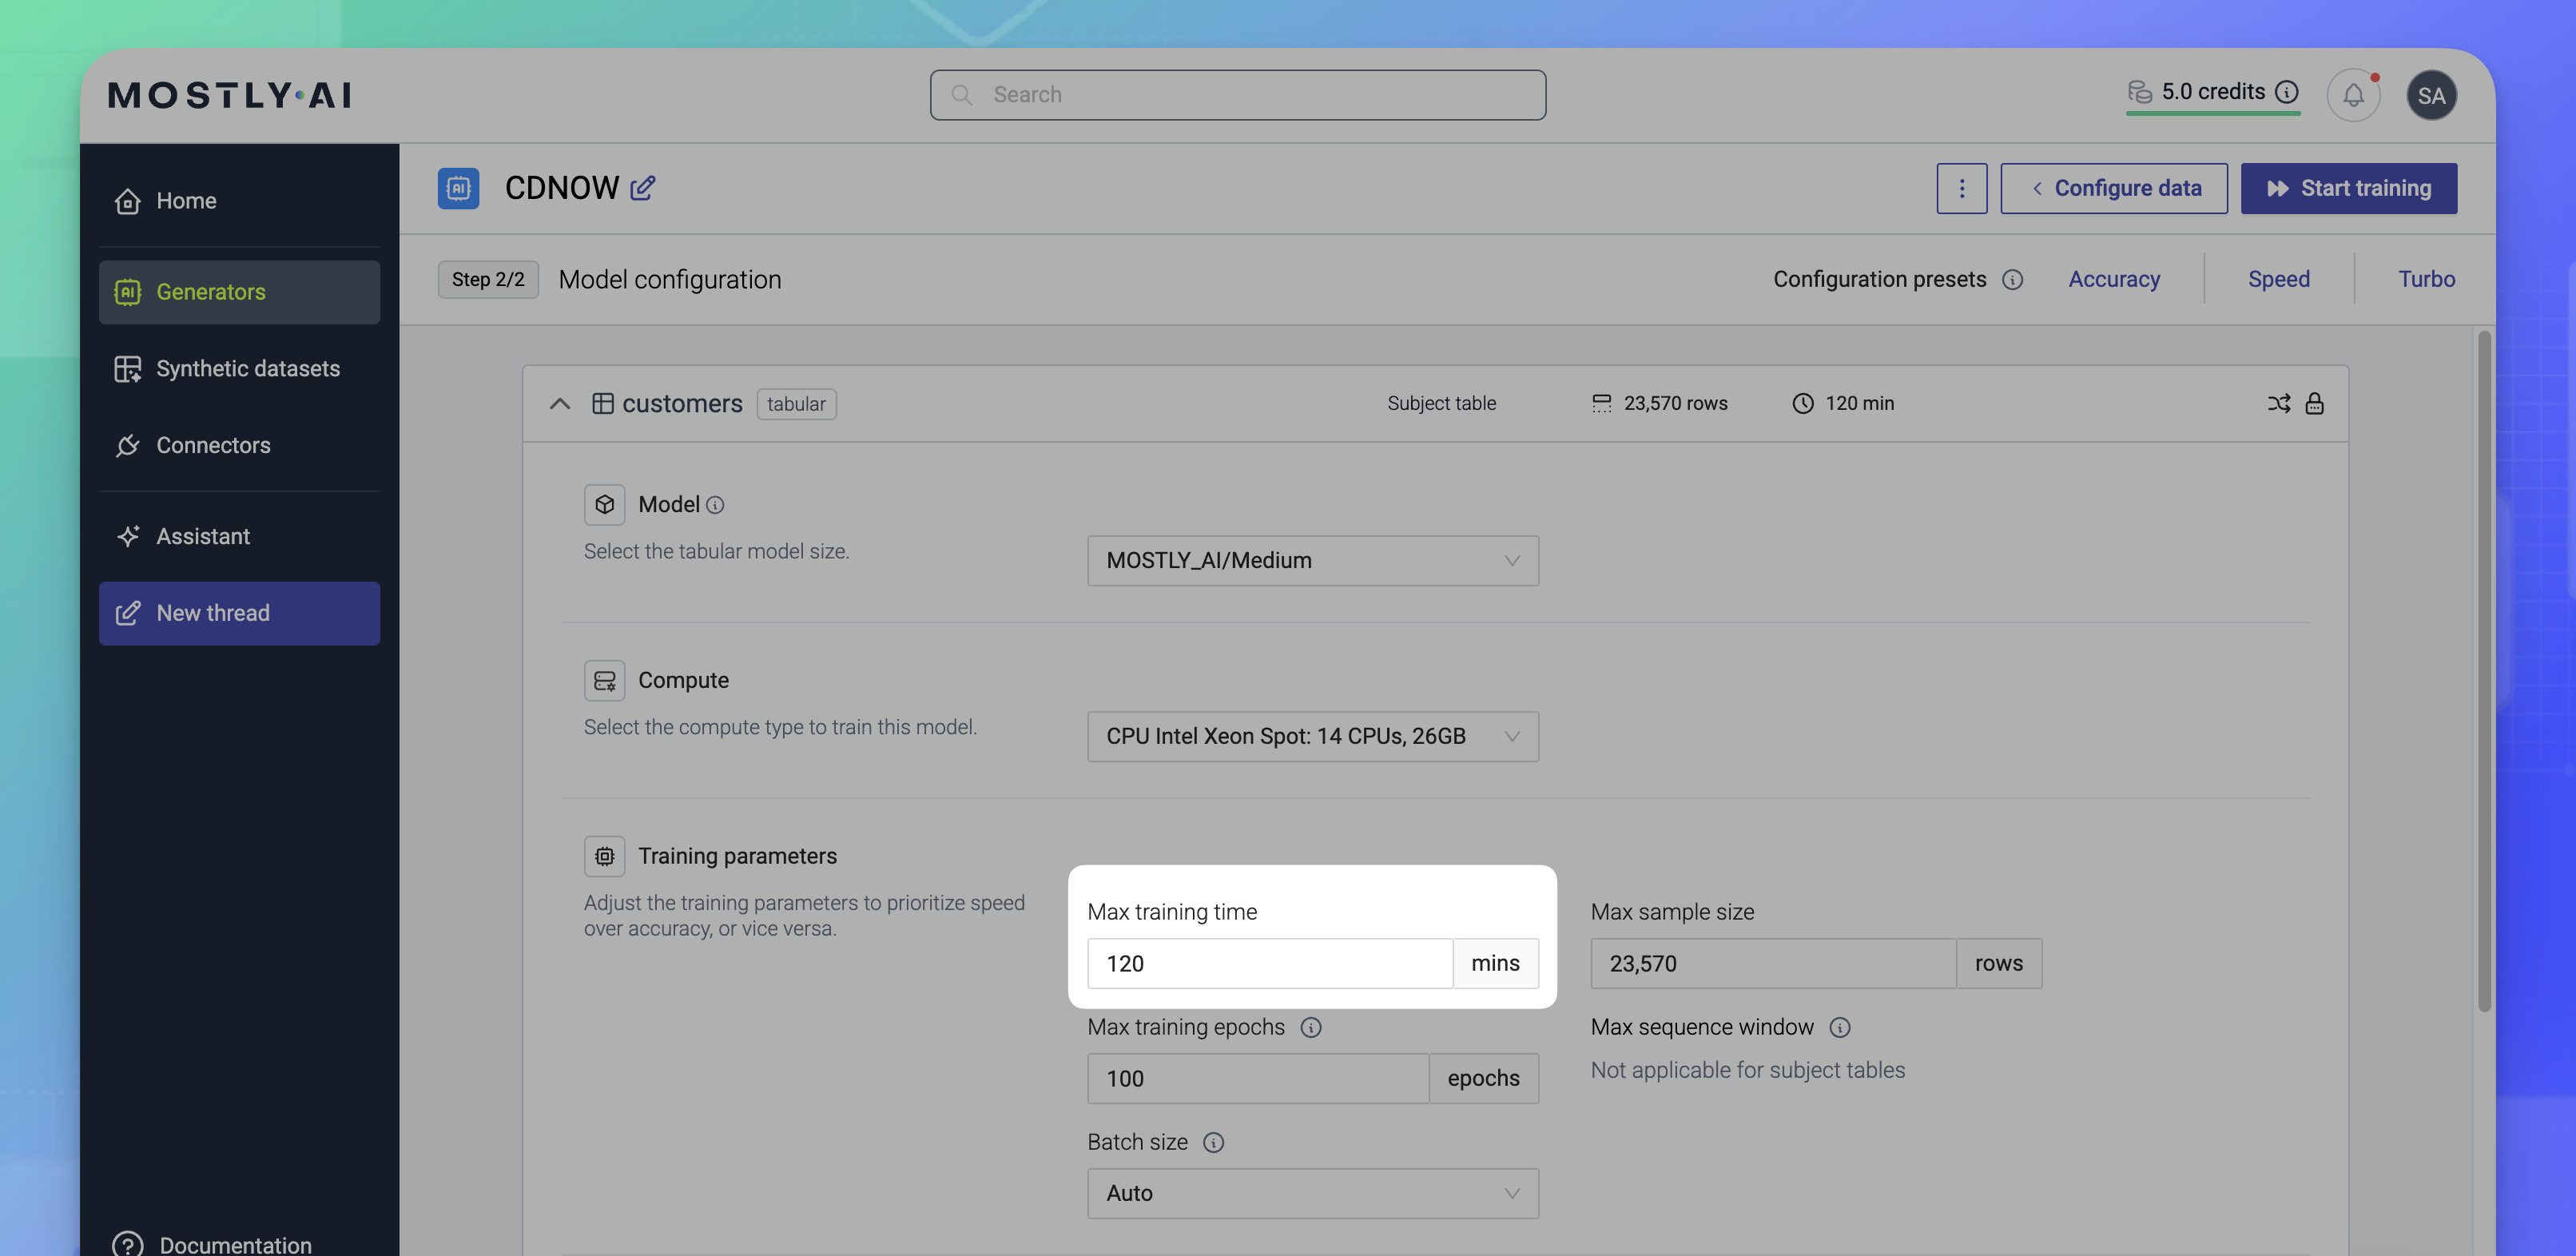 MOSTLY·AI
Search
5.0 credits
SA
Home
Generators
Synthetic datasets
Connectors
Assistant
New thread
Documentation
CDNOW
Configure data
Start training
Step 2/2
Model configuration
Configuration presets
Accuracy
Speed
Turbo
customers
tabular
Subject table
23,570 rows
120 min
Model
Select the tabular model size.
MOSTLY_AI/Medium
Compute
Select the compute type to train this model.
CPU Intel Xeon Spot: 14 CPUs, 26GB
Training parameters
Adjust the training parameters to prioritize speed
over accuracy, or vice versa.
Max training time
120 mins
Max sample size
23,570 rows
Max training epochs
100 epochs
Max sequence window
Not applicable for subject tables
Batch size
Auto